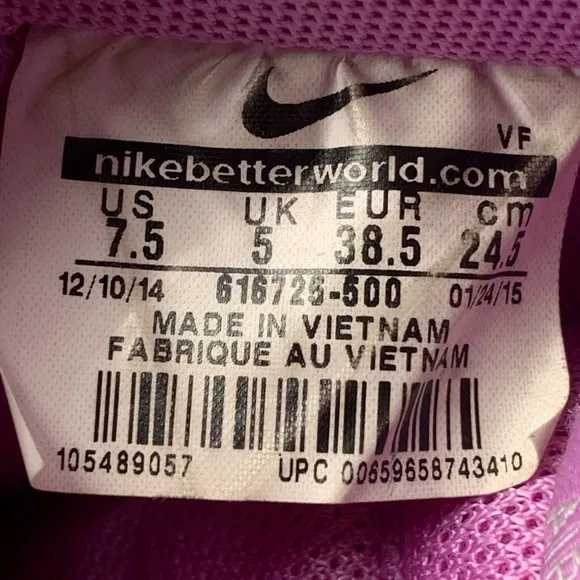 VF
nikebetterworld.com
US UK EUR cm
7.5 5 38.5 24.5
12/10/14 616725-500 01/24/15
MADE IN VIETNAM
FABRIQUE AU VIETNAM
105489057 UPC 00659658743410